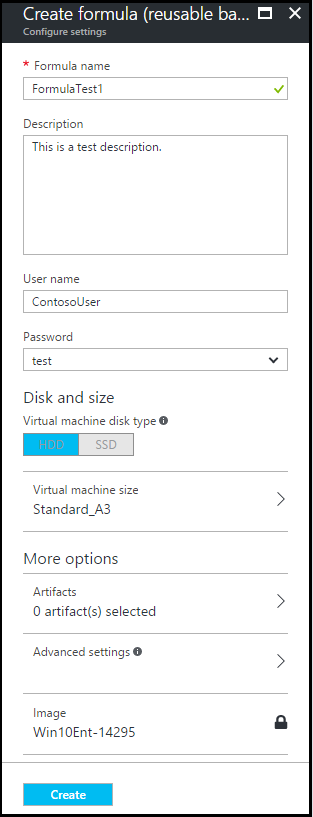 Create formula (reusable ba...
Configure settings
* Formula name
FormulaTest1
Description
This is a test description.
User name
ContosoUser
Password
test
Disk and size
Virtual machine disk type
HDD SSD
Virtual machine size
Standard_A3
More options
Artifacts
0 artifact(s) selected
Advanced settings
Image
Win10Ent-14295
Create